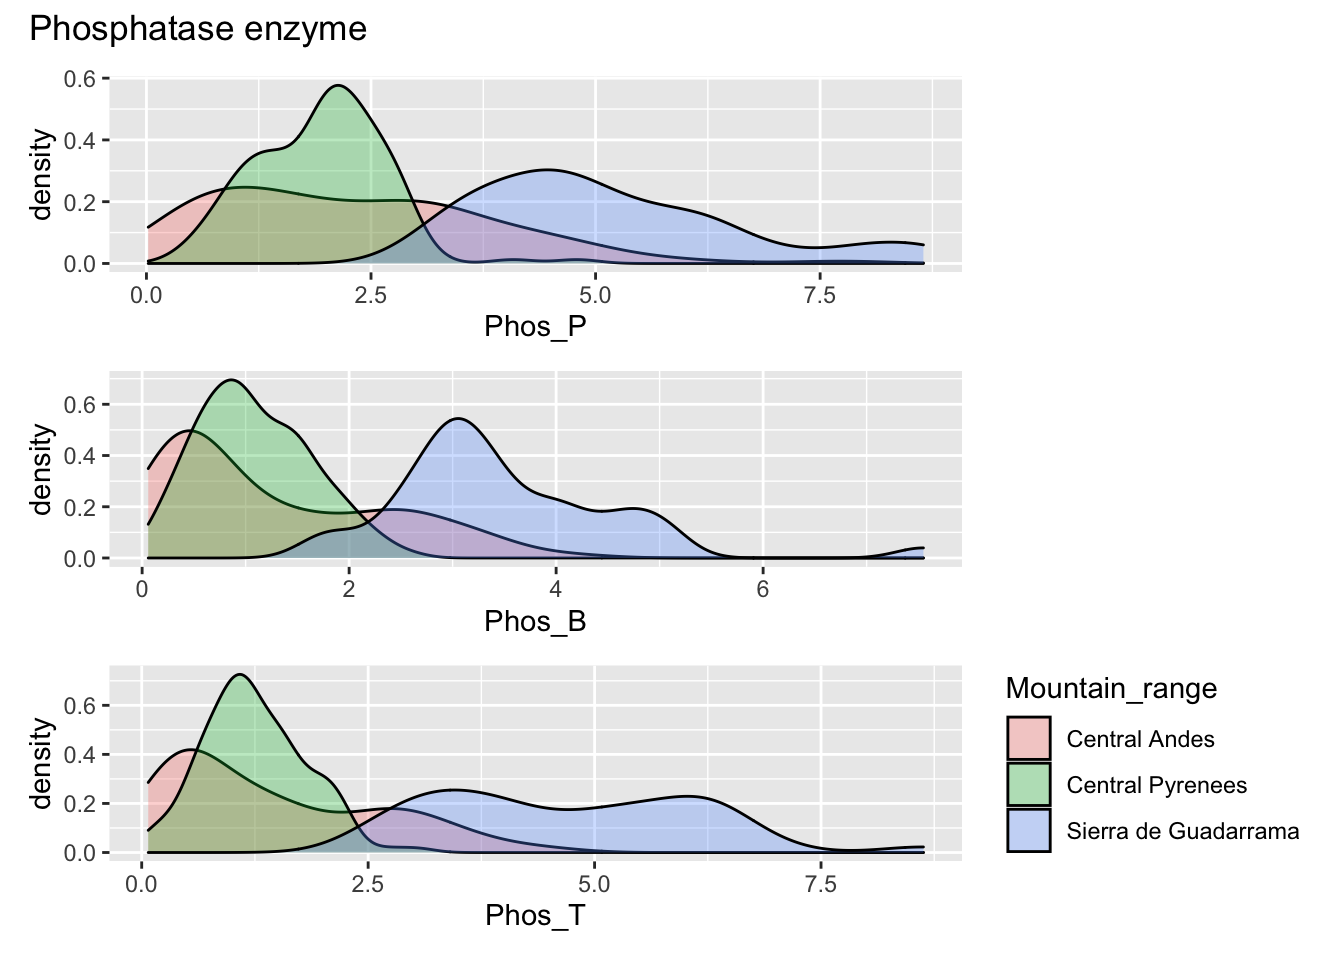 Phosphatase enzyme
0.6
0.4
0.2
0.0
density
0.0 2.5 5.0 7.5
Phos_P
0.6
0.4
0.2
0.0
density
0 2 4 6
Phos_B
0.6
0.4
0.2
0.0
density
0.0 2.5 5.0 7.5
Phos_T
Mountain_range
Central Andes
Central Pyrenees
Sierra de Guadarrama